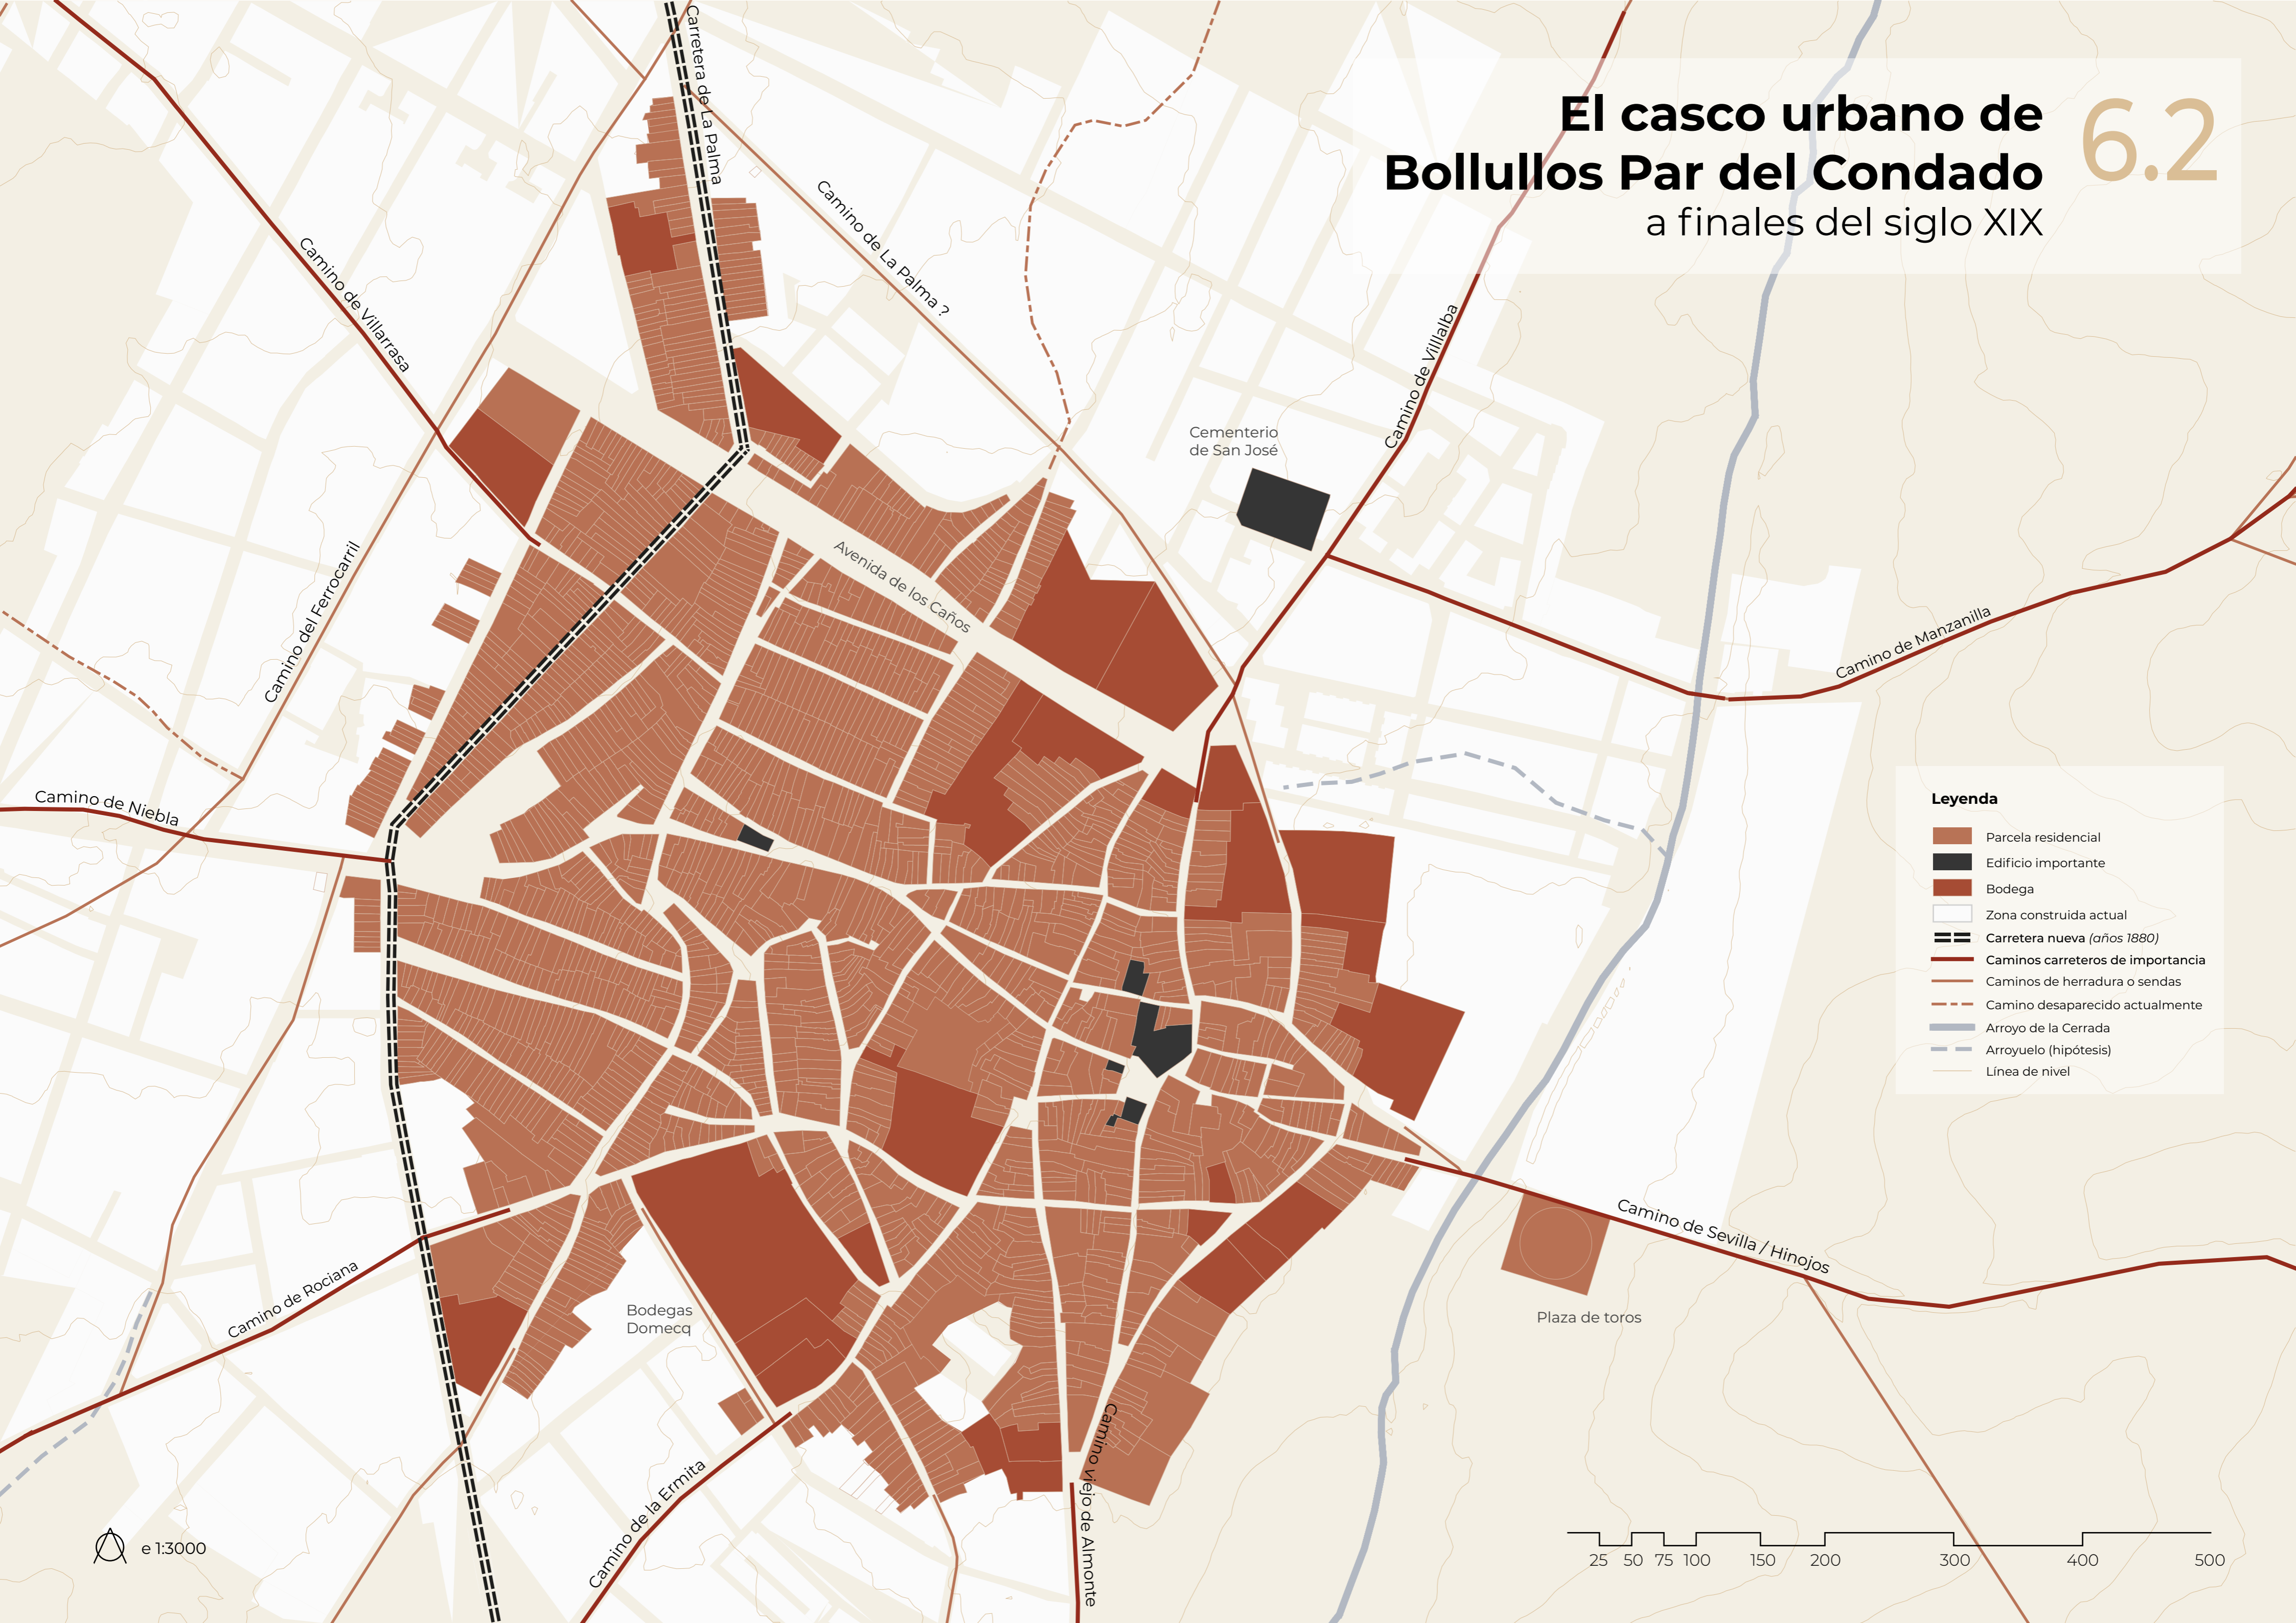 El casco urbano de
Bollullos Par del Condado
a finales del siglo XIX
6.2
Carretera de La Palma
Camino de La Palma ?
Camino de Villarrasa
Camino de Villalba
Cementerio
de San José
Avenida de los Caños
Camino del Ferrocarril
Camino de Manzanilla
Camino de Niebla
Leyenda
Parcela residencial
Edificio importante
Bodega
Zona construida actual
Carretera nueva (años 1880)
Caminos carreteros de importancia
Caminos de herradura o sendas
Camino desaparecido actualmente
Arroyo de la Cerrada
Arroyuelo (hipótesis)
Línea de nivel
Camino de Sevilla / Hinojos
Plaza de toros
Camino de Rociana
Bodegas
Domecq
Camino viejo de Almonte
Camino de la Ermita
e 1:3000
25 50 75 100 150 200 300 400 500